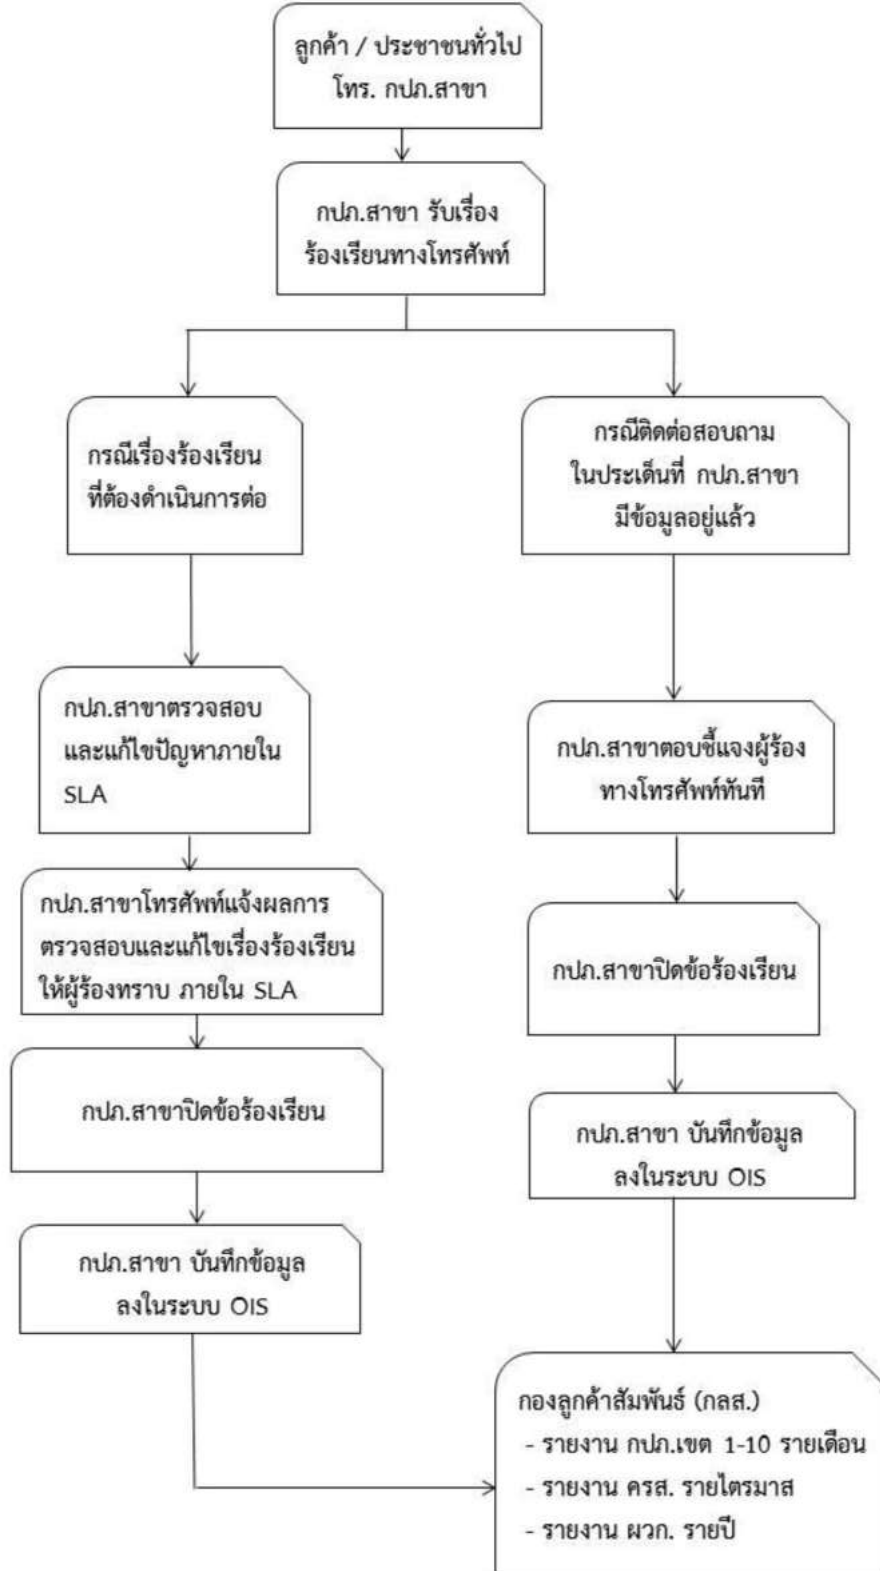 ลูกค้า / ประชาชนทั่วไป
โทร. กปภ.สาขา
กปภ.สาขา รับเรื่อง
ร้องเรียนทางโทรศัพท์
กรณีเรื่องร้องเรียน
ที่ต้องดำเนินการต่อ
กปภ.สาขาตรวจสอบ
และแก้ไขปัญหาภายใน
SLA
กปภ.สาขาโทรศัพท์แจ้งผลการ
ตรวจสอบและแก้ไขเรื่องร้องเรียน
ให้ผู้ร้องทราบ ภายใน SLA
กปภ.สาขาปิดข้อร้องเรียน
กปภ.สาขา บันทึกข้อมูล
ลงในระบบ OIS
กรณีติดต่อสอบถาม
ในประเด็นที่ กปภ.สาขา
มีข้อมูลอยู่แล้ว
กปภ.สาขาตอบชี้แจงผู้ร้อง
ทางโทรศัพท์ทันที
กปภ.สาขาปิดข้อร้องเรียน
กปภ.สาขา บันทึกข้อมูล
ลงในระบบ OIS
กองลูกค้าสัมพันธ์ (กลส.)
- รายงาน กปภ.เขต 1-10 รายเดือน
- รายงาน ครส. รายไตรมาส
- รายงาน ผวก. รายปี